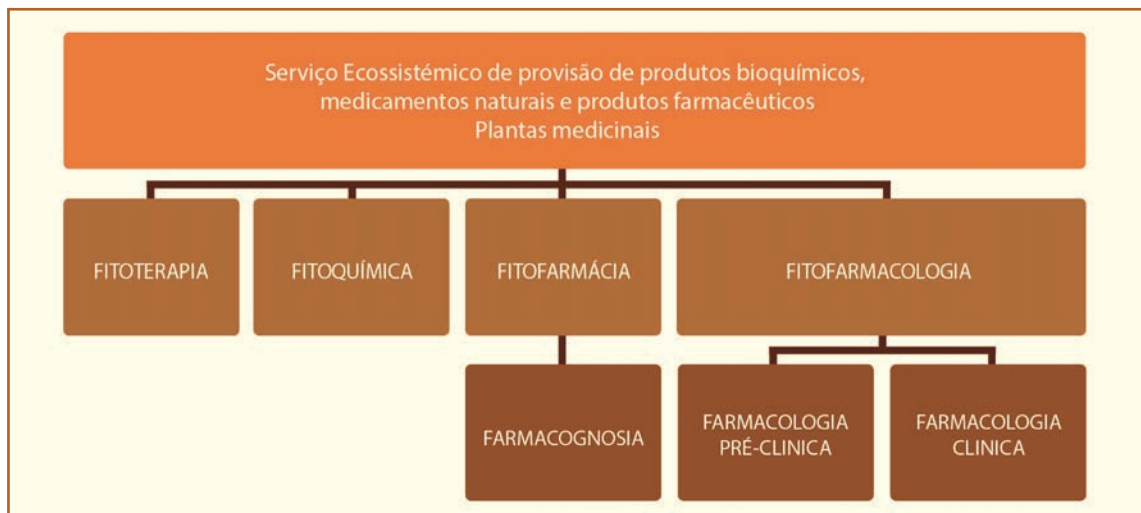 Serviço Ecossistémico de provisão de produtos bioquímicos,
medicamentos naturais e produtos farmacêuticos
Plantas medicinais
FITOTERAPIA
FITOQUÍMICA
FITOFARMÁCIA
FITOFARMACOLOGIA
FARMACOGNOSIA
FARMACOLOGIA
PRÉ-CLINICA
FARMACOLOGIA
CLINICA